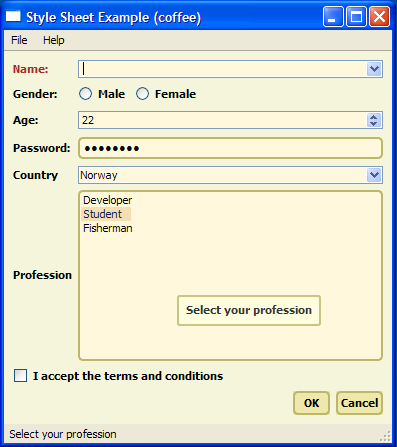 Style Sheet Example (coffee)
File Help
Name:
Gender: Male Female
Age: 22
Password: ••••••••
Country Norway
Developer
Student
Fisherman
Profession
Select your profession
I accept the terms and conditions
OK Cancel
Select your profession